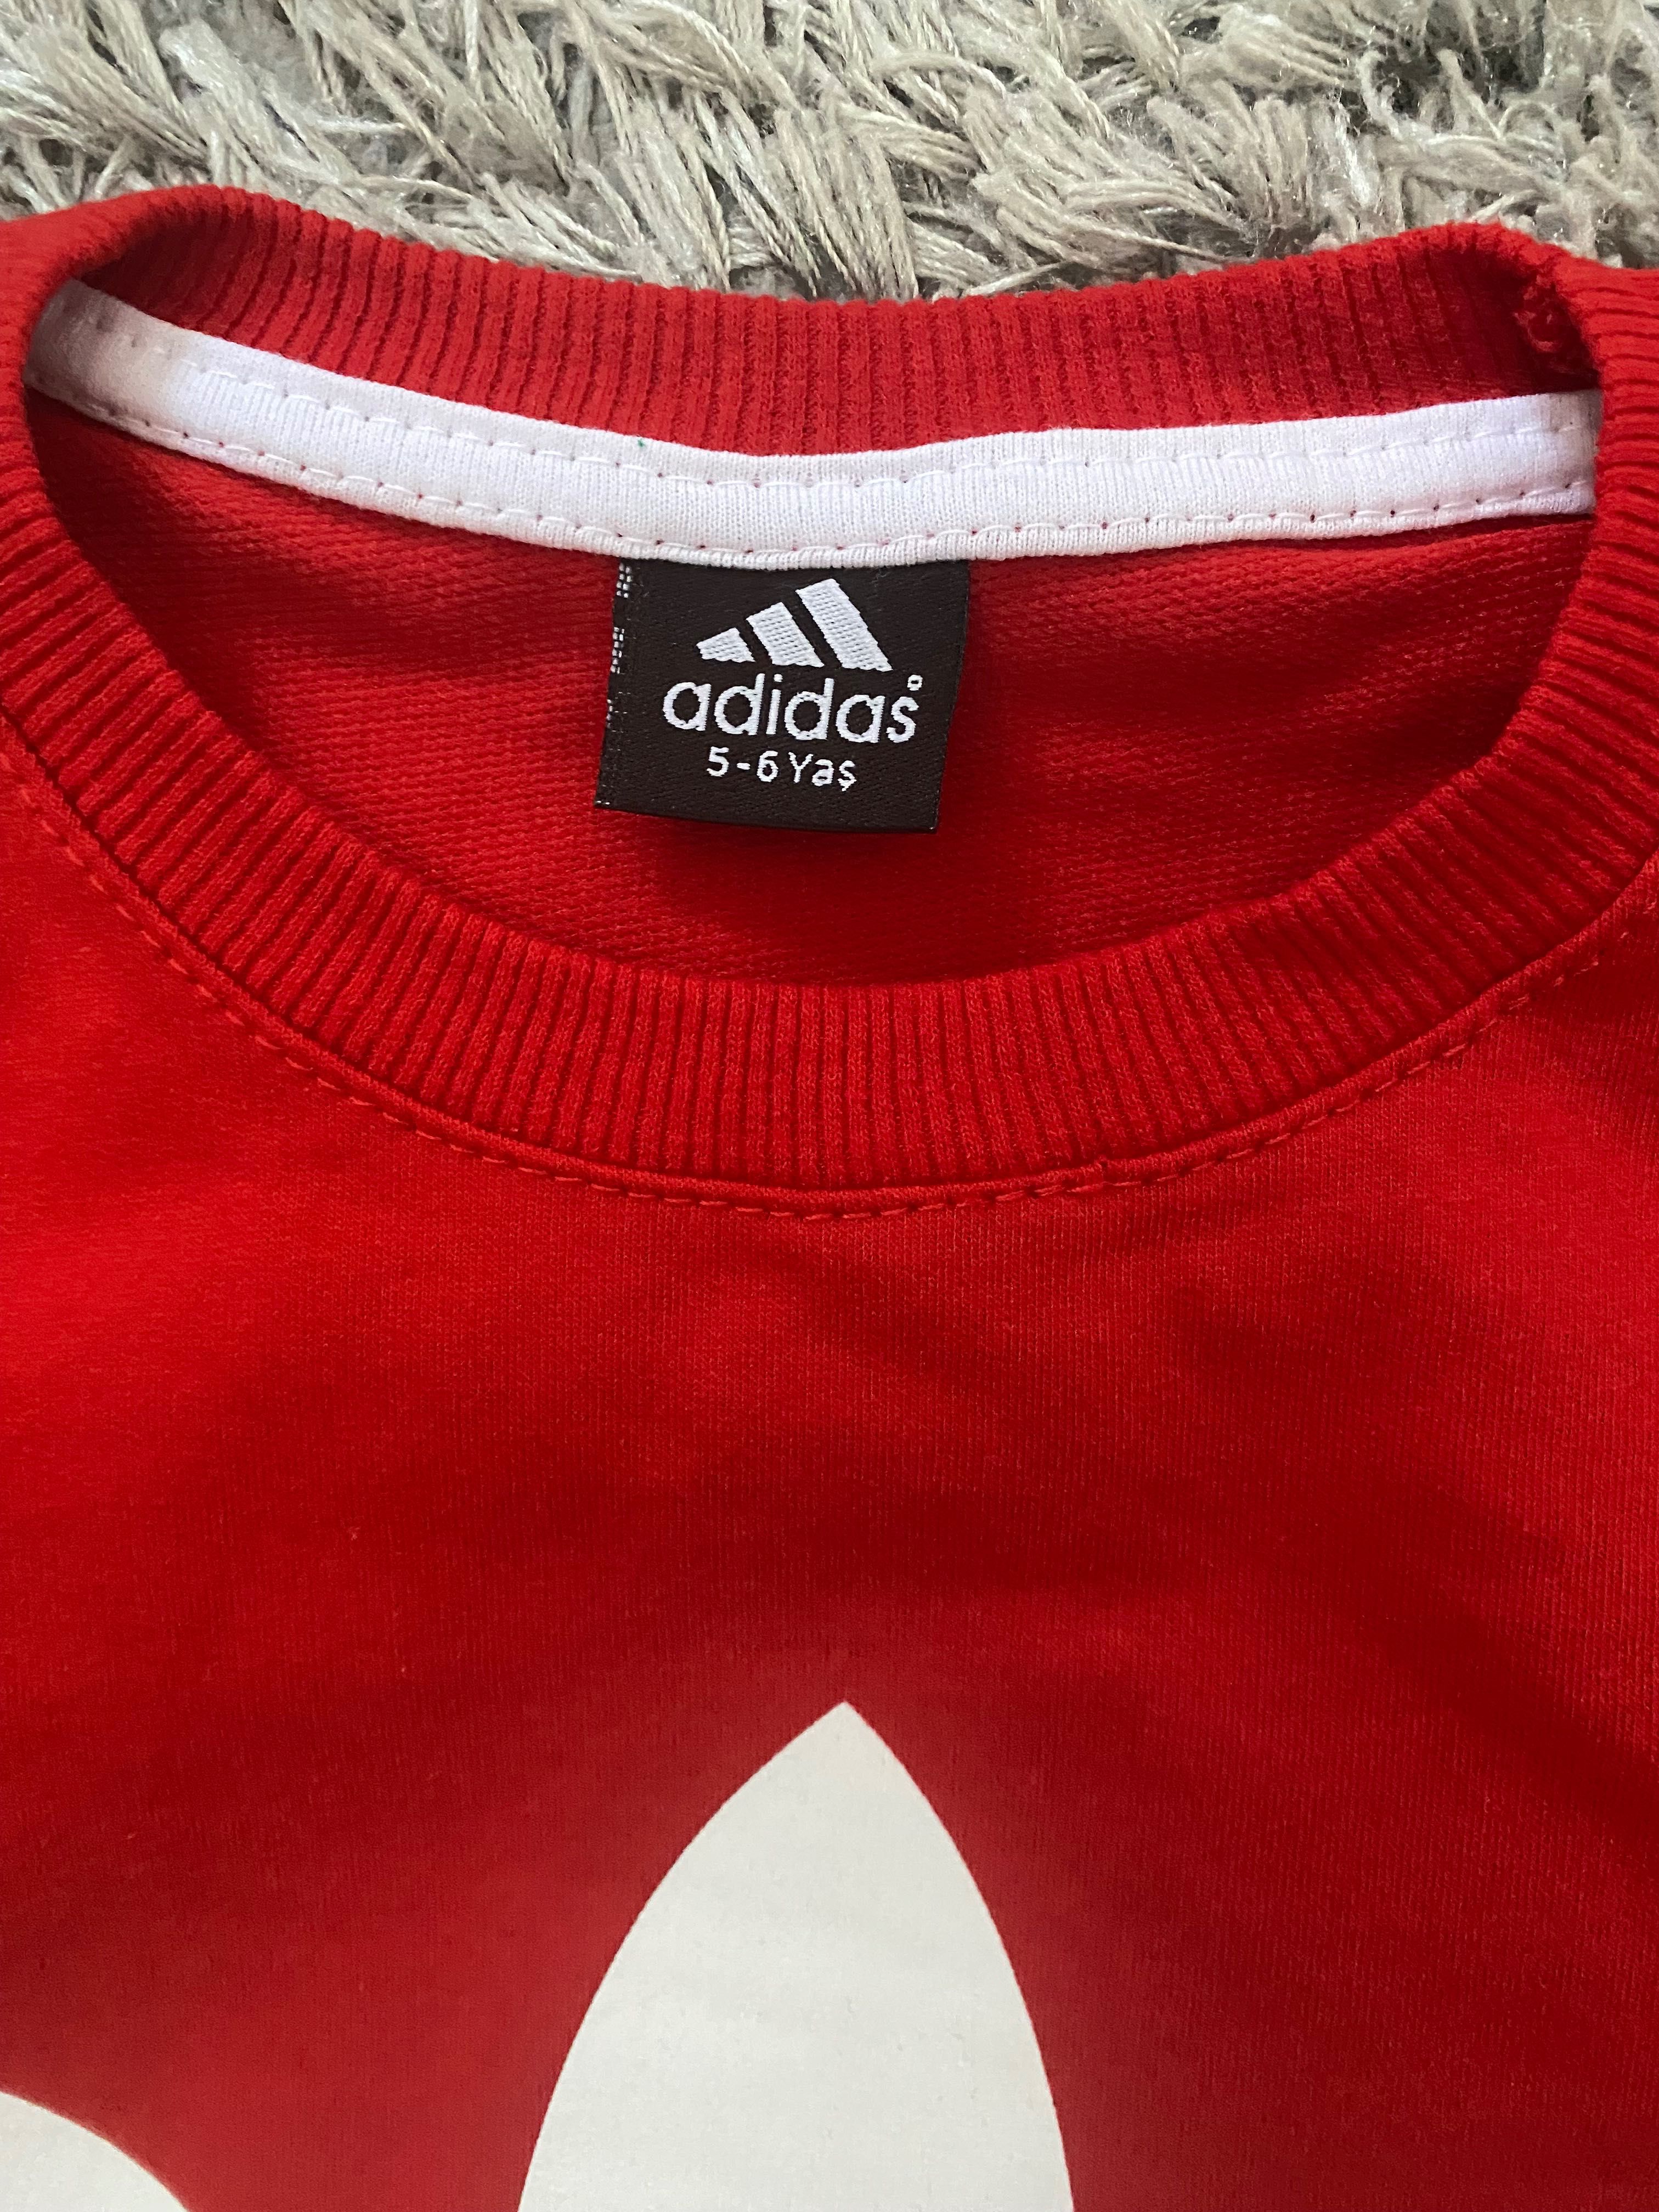 adidas
5-6 Yaş